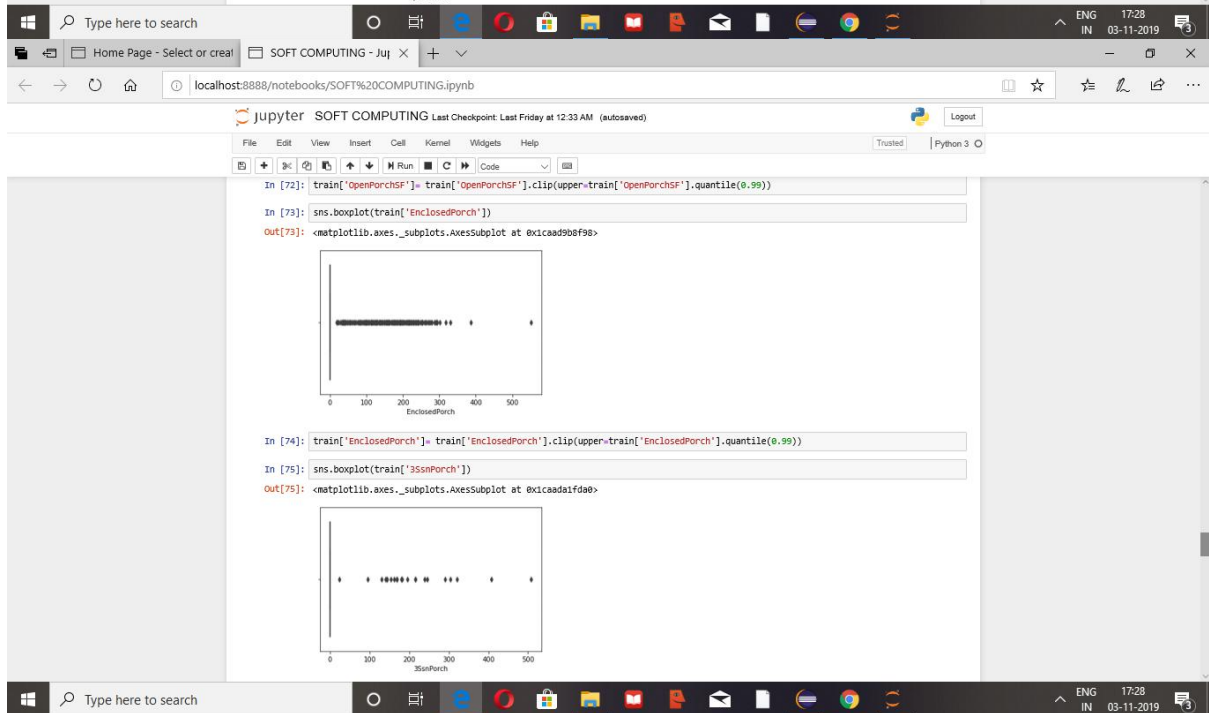 Type here to search
ENG
IN
17:28
03-11-2019
3
Home Page - Select or creat
SOFT COMPUTING - Juj
localhost:8888/notebooks/SOFT%20COMPUTING.ipynb
jupyter SOFT COMPUTING Last Checkpoint: Last Friday at 12:33 AM (autosaved)
Logout
File Edit View Insert Cell Kernel Widgets Help
Trusted
Python 3
Run
Code
In [72]: train['OpenPorchSF']= train['OpenPorchSF'].clip(upper=train['OpenPorchSF'].quantile(0.99))
In [73]: sns.boxplot(train['EnclosedPorch'])
Out[73]: <matplotlib.axes._subplots.AxesSubplot at 0x1caad9b8f98>
0 100 200 300 400 500
EnclosedPorch
In [74]: train['EnclosedPorch']= train['EnclosedPorch'].clip(upper=train['EnclosedPorch'].quantile(0.99))
In [75]: sns.boxplot(train['3SsnPorch'])
Out[75]: <matplotlib.axes._subplots.AxesSubplot at 0x1caada1fda0>
0 100 200 300 400 500
3SsnPorch
Type here to search
ENG
IN
17:28
03-11-2019
3